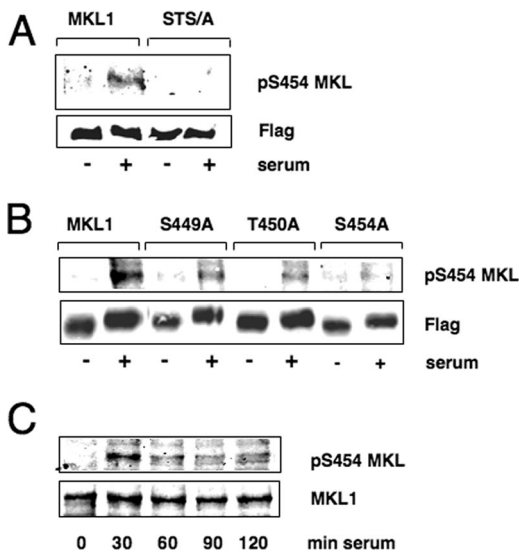 A
MKL1 STS/A
pS454 MKL
Flag
- + - + serum
B
MKL1 S449A T450A S454A
pS454 MKL
Flag
- + - + - + - + serum
C
pS454 MKL
MKL1
0 30 60 90 120 min serum